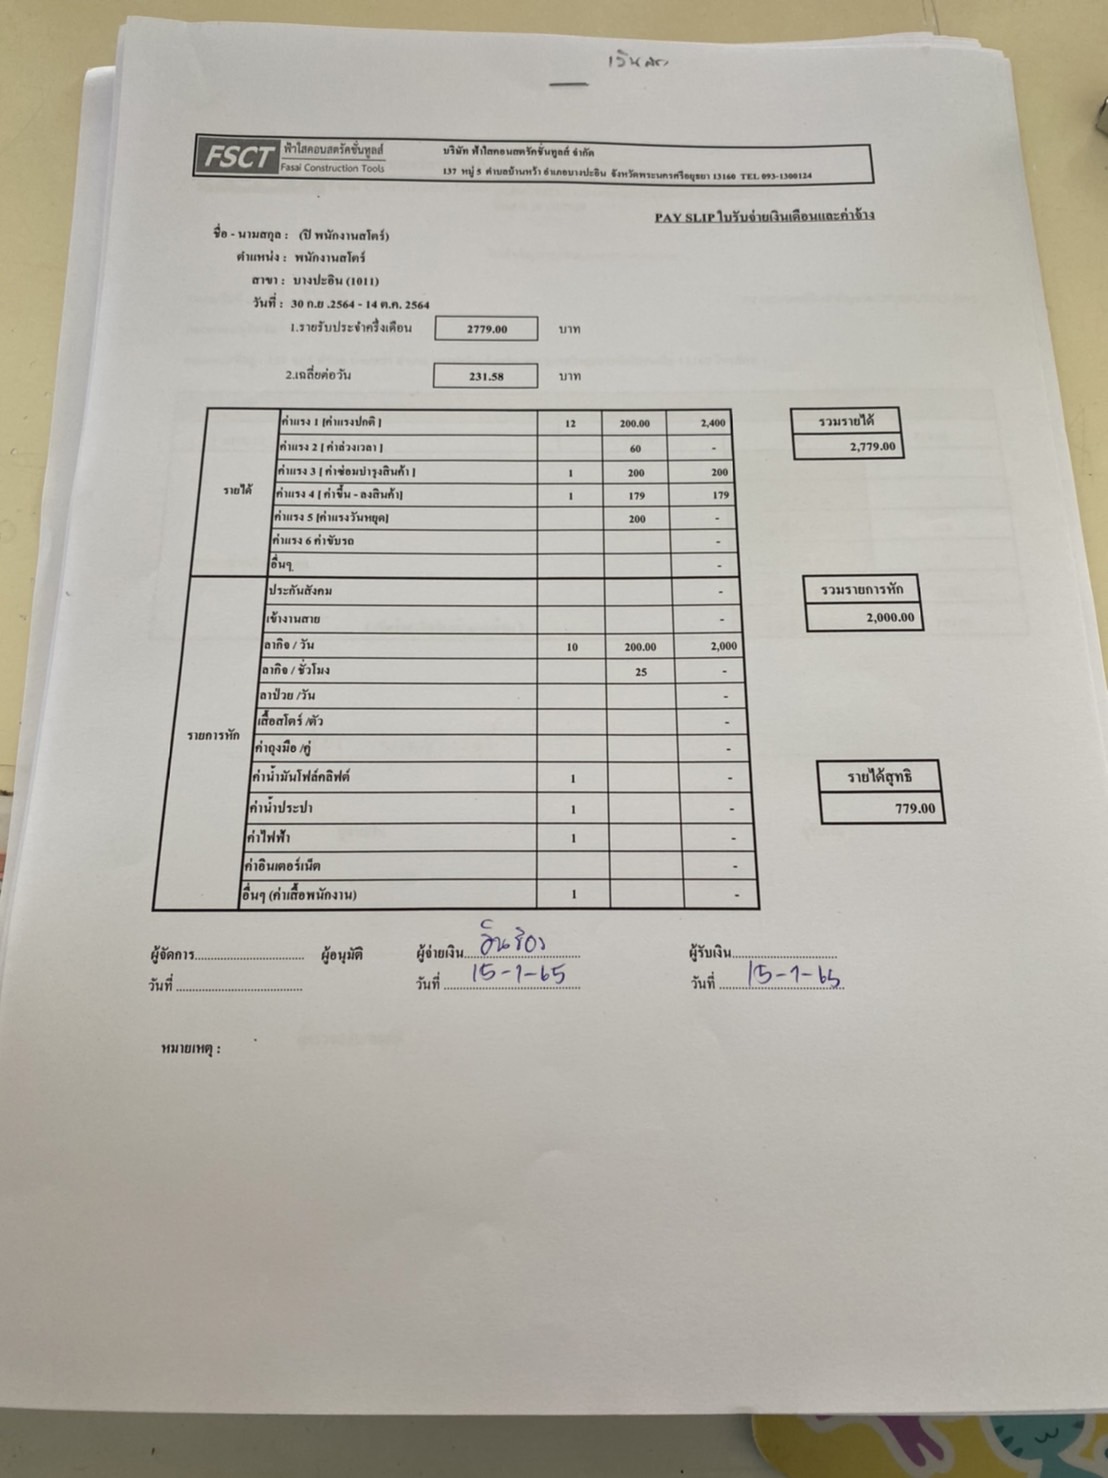 FSCT ฟ้าใสคอนสตรัคชั่นทูลส์ บริษัท ฟ้าใสคอนสตรัคชั่นทูลส์ จำกัด
Fasai Construction Tools 137 หมู่ 5 ตำบลบ้านหว้า อำเภอบางปะอิน จังหวัดพระนครศรีอยุธยา 13160 TEL 093-1300124
PAY SLIP ใบรับจ่ายเงินเดือนและค่าจ้าง
ชื่อ - นามสกุล : (ปี พนักงานสโตร์)
ตำแหน่ง : พนักงานสโตร์
สาขา : บางปะอิน (1011)
วันที่ : 30 ก.ย .2564 - 14 ต.ค. 2564
1.รายรับประจำครึ่งเดือน 2779.00 บาท
2.เฉลี่ยต่อวัน 231.58 บาท
ค่าแรง 1 [ค่าแรงปกติ ] 12 200.00 2,400 รวมรายได้
ค่าแรง 2 [ ค่าล่วงเวลา ] 60 - 2,779.00
ค่าแรง 3 [ ค่าซ่อมบำรุงสินค้า ] 1 200 200
รายได้ ค่าแรง 4 [ ค่าขึ้น - ลงสินค้า] 1 179 179
ค่าแรง 5 [ค่าแรงวันหยุด] 200 -
ค่าแรง 6 ค่าขับรถ -
อื่นๆ -
ประกันสังคม - รวมรายการหัก
เข้างานสาย - 2,000.00
ลากิจ / วัน 10 200.00 2,000
ลากิจ / ชั่วโมง 25 -
ลาป่วย /วัน -
เสื้อสโตร์ /ตัว -
รายการหัก ค่าถุงมือ /คู่ -
ค่าน้ำมันโฟล์คลิฟต์ 1 - รายได้สุทธิ
ค่าน้ำประปา 1 - 779.00
ค่าไฟฟ้า 1 -
ค่าอินเตอร์เน็ต -
อื่นๆ (ค่าเสื้อพนักงาน) 1 -
ผู้จัดการ ผู้อนุมัติ ผู้จ่ายเงิน ผู้รับเงิน
วันที่ วันที่ 15-1-65 วันที่ 15-1-65
หมายเหตุ :